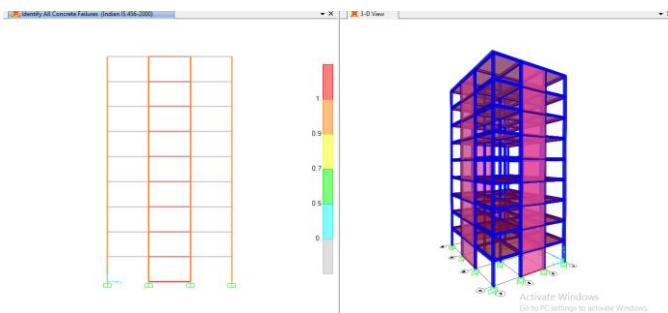 Identify All Concrete Failures (Indian IS 456-2000)
3-D View
1
0.9
0.7
0.5
0
Activate Windows
Go to PC settings to activate Windows.